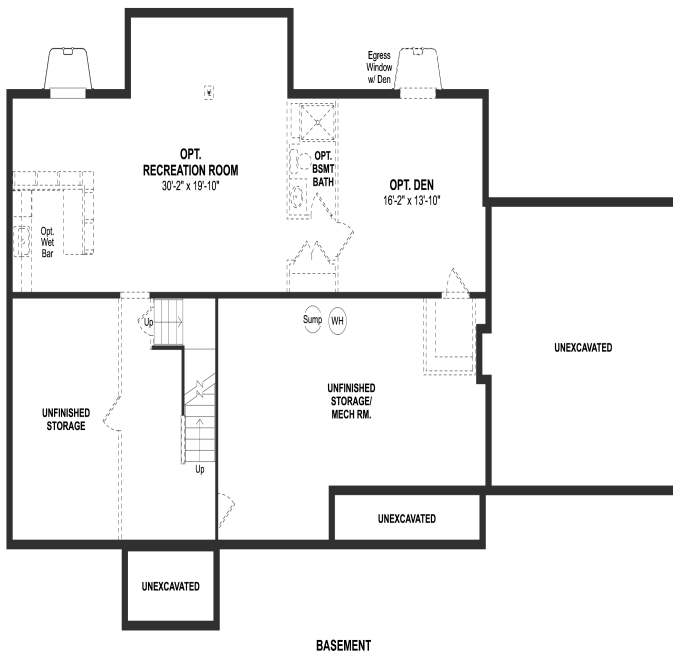 Egress
Window
w/ Den
OPT.
RECREATION ROOM
30'-2" x 19'-10"
OPT.
BSMT
BATH
OPT. DEN
16'-2" x 13'-10"
Opt.
Wet
Bar
Up
Sump
WH
UNEXCAVATED
UNFINISHED
STORAGE
UNFINISHED
STORAGE/
MECH RM.
Up
UNEXCAVATED
UNEXCAVATED
BASEMENT